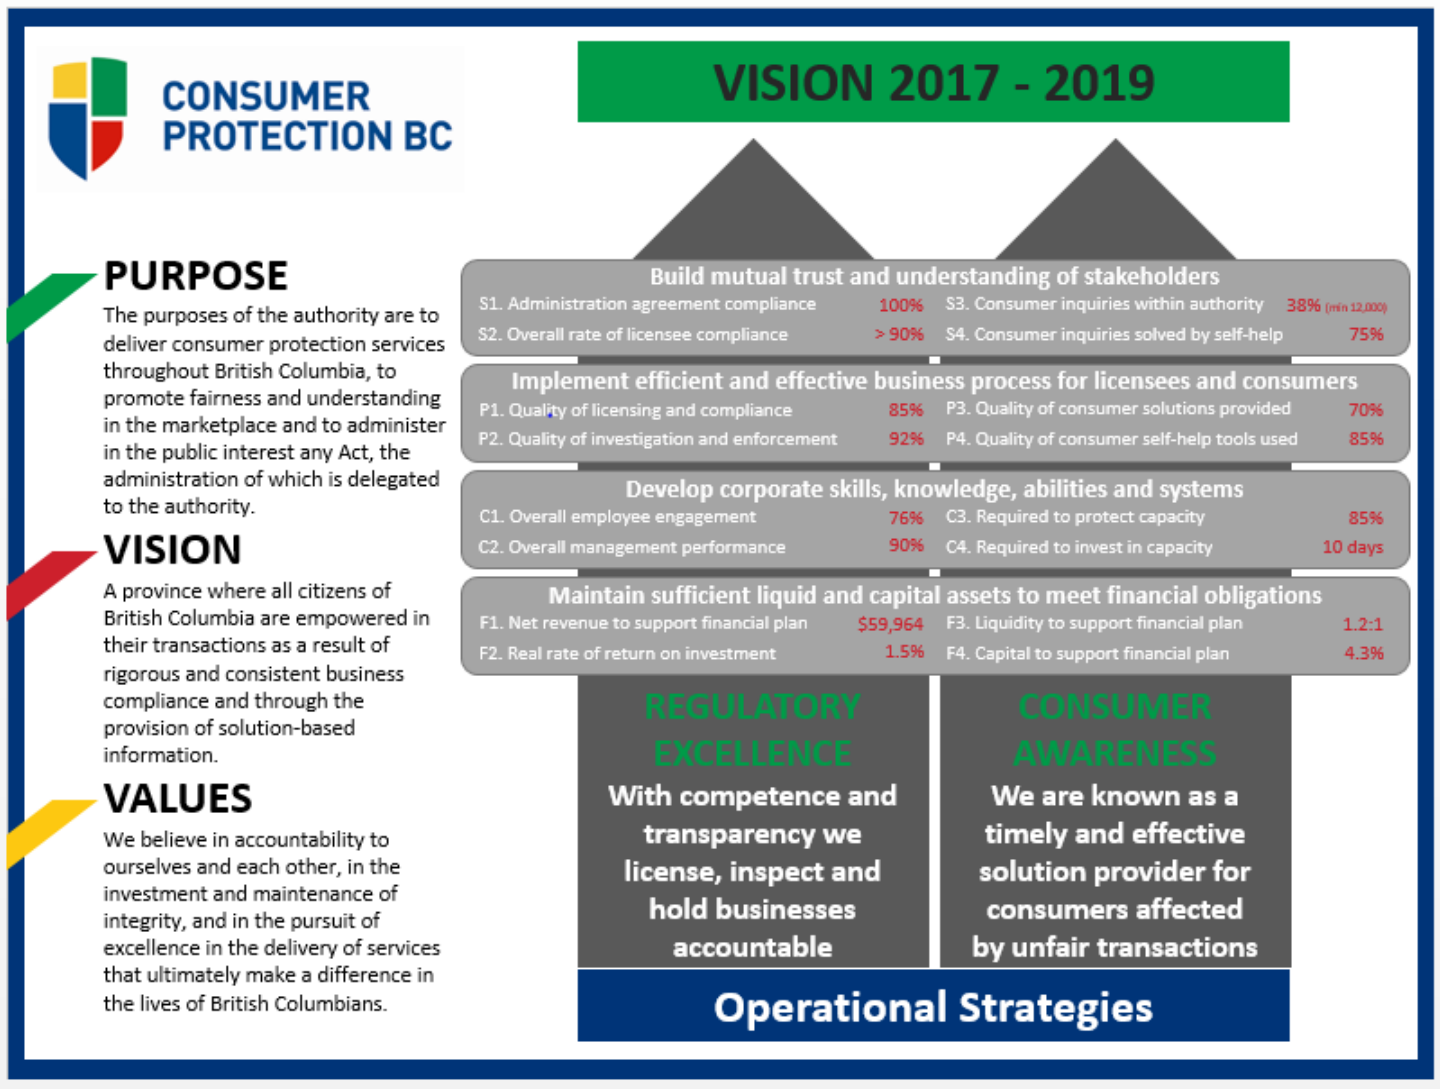 CONSUMER
PROTECTION BC
VISION 2017 - 2019
PURPOSE
The purposes of the authority are to
deliver consumer protection services
throughout British Columbia, to
promote fairness and understanding
in the marketplace and to administer
in the public interest any Act, the
administration of which is delegated
to the authority.
VISION
A province where all citizens of
British Columbia are empowered in
their transactions as a result of
rigorous and consistent business
compliance and through the
provision of solution-based
information.
VALUES
We believe in accountability to
ourselves and each other, in the
investment and maintenance of
integrity, and in the pursuit of
excellence in the delivery of services
that ultimately make a difference in
the lives of British Columbians.
Build mutual trust and understanding of stakeholders
S1. Administration agreement compliance 100% S3. Consumer inquiries within authority 38% (min 12,000)
S2. Overall rate of licensee compliance > 90% S4. Consumer inquiries solved by self-help 75%
Implement efficient and effective business process for licensees and consumers
P1. Quality of licensing and compliance 85% P3. Quality of consumer solutions provided 70%
P2. Quality of investigation and enforcement 92% P4. Quality of consumer self-help tools used 85%
Develop corporate skills, knowledge, abilities and systems
C1. Overall employee engagement 76% C3. Required to protect capacity 85%
C2. Overall management performance 90% C4. Required to invest in capacity 10 days
Maintain sufficient liquid and capital assets to meet financial obligations
F1. Net revenue to support financial plan $59,964 F3. Liquidity to support financial plan 1.2:1
F2. Real rate of return on investment 1.5% F4. Capital to support financial plan 4.3%
REGULATORY
EXCELLENCE
With competence and
transparency we
license, inspect and
hold businesses
accountable
CONSUMER
AWARENESS
We are known as a
timely and effective
solution provider for
consumers affected
by unfair transactions
Operational Strategies